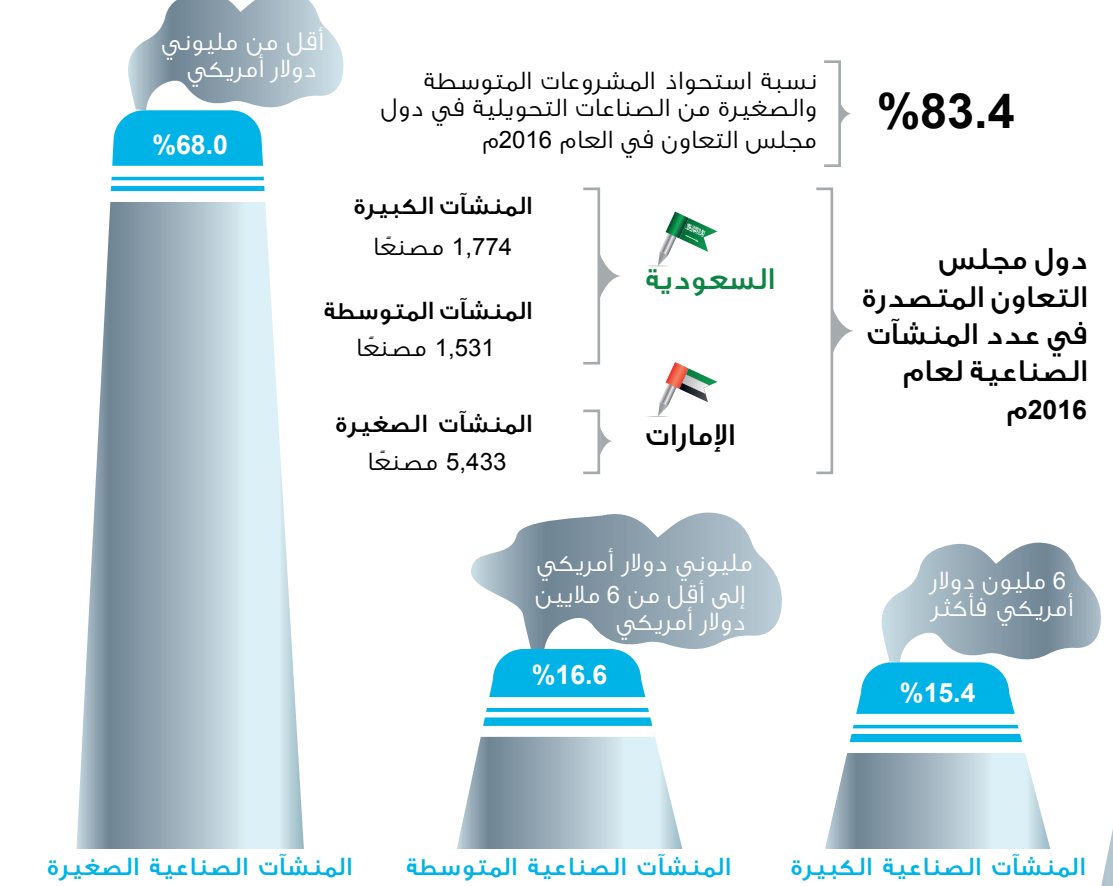 %83.4
نسبة استحواذ المشروعات المتوسطة
والصغيرة من الصناعات التحويلية في دول
مجلس التعاون في العام 2016م
دول مجلس
التعاون المتصدرة
في عدد المنشآت
الصناعية لعام
2016م
السعودية
المنشآت الكبيرة
1,774 مصنعًا
المنشآت المتوسطة
1,531 مصنعًا
الإمارات
المنشآت الصغيرة
5,433 مصنعًا
6 مليون دولار
أمريكي فأكثر
%15.4
المنشآت الصناعية الكبيرة
مليوني دولار أمريكي
إلى أقل من 6 ملايين
دولار أمريكي
%16.6
المنشآت الصناعية المتوسطة
أقل من مليوني
دولار أمريكي
%68.0
المنشآت الصناعية الصغيرة